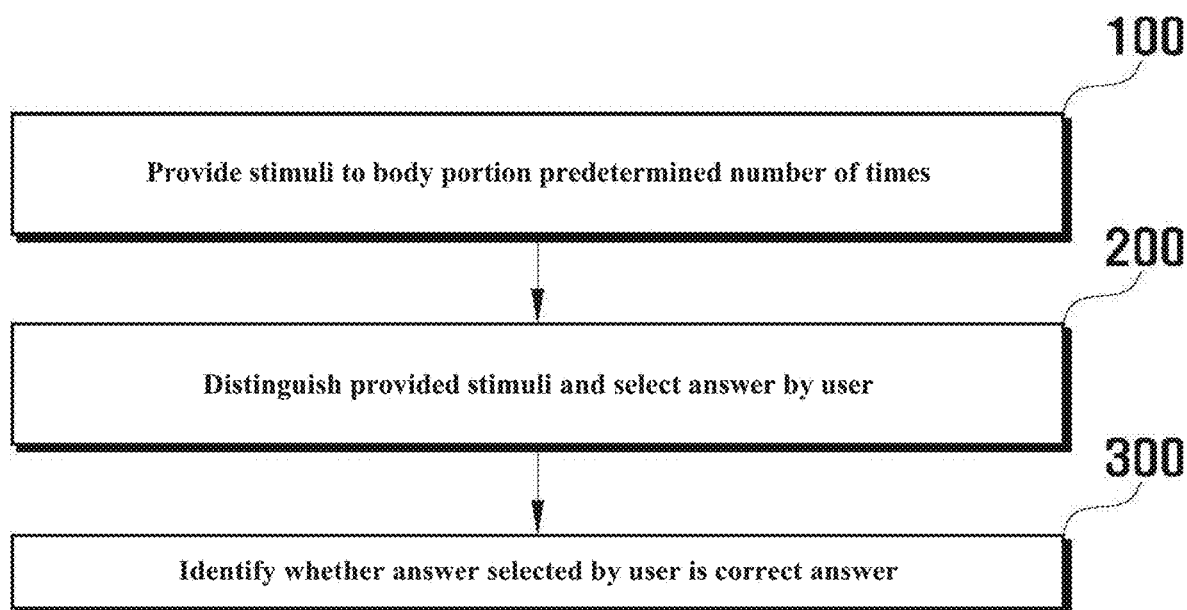 100
Provide stimuli to body portion predetermined number of times
200
Distinguish provided stimuli and select answer by user
300
Identify whether answer selected by user is correct answer